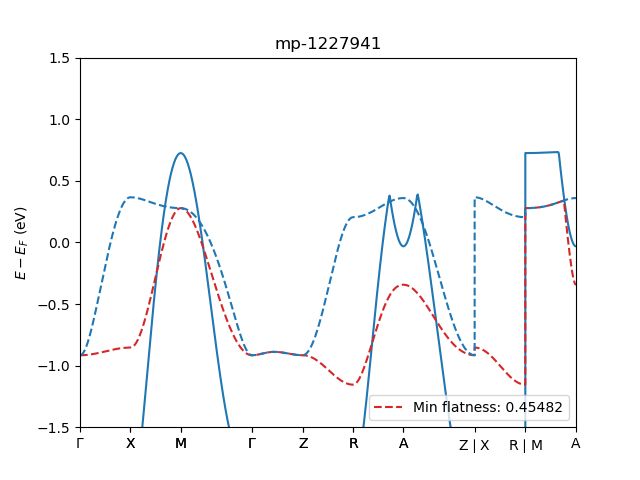 mp-1227941
1.5
1.0
0.5
0.0
−0.5
−1.0
−1.5
E − E_F (eV)
Min flatness: 0.45482
Γ X M Γ Z R A Z | X R | M A